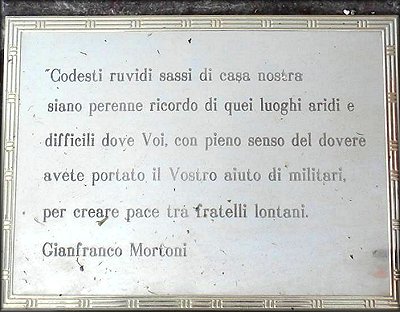 "Codesti ruvidi sassi di casa nostra
siano perenne ricordo di quei luoghi aridi e
difficili dove Voi, con pieno senso del dovere
avete portato il Vostro aiuto di militari,
per creare pace tra fratelli lontani.
Gianfranco Mortoni